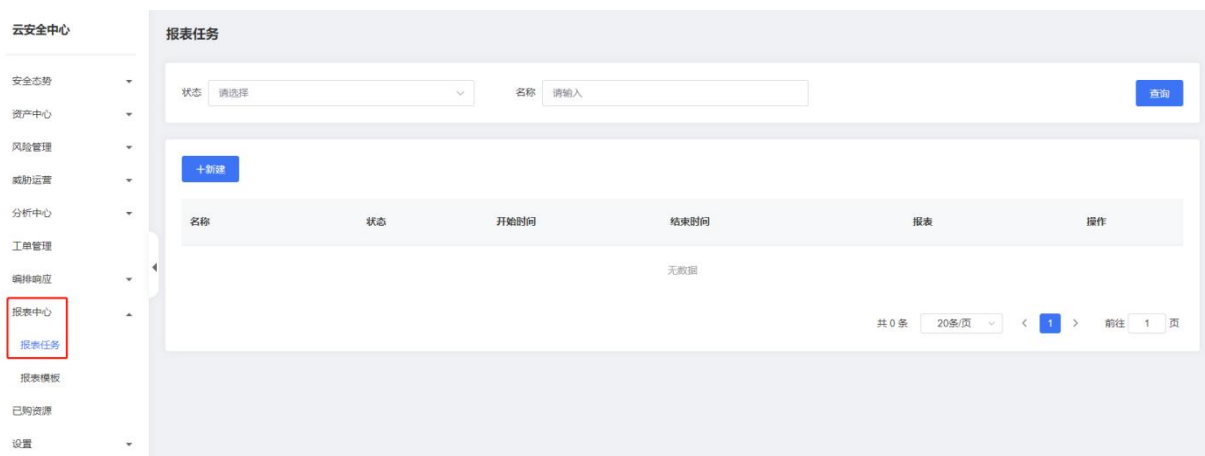 云安全中心
安全态势
资产中心
风险管理
威胁运营
分析中心
工单管理
编排响应
报表中心
报表任务
报表模板
已购资源
设置
报表任务
状态 请选择 名称 请输入 查询
+新建
名称 状态 开始时间 结束时间 报表 操作
无数据
共 0 条 20条/页 < 1 > 前往 1 页